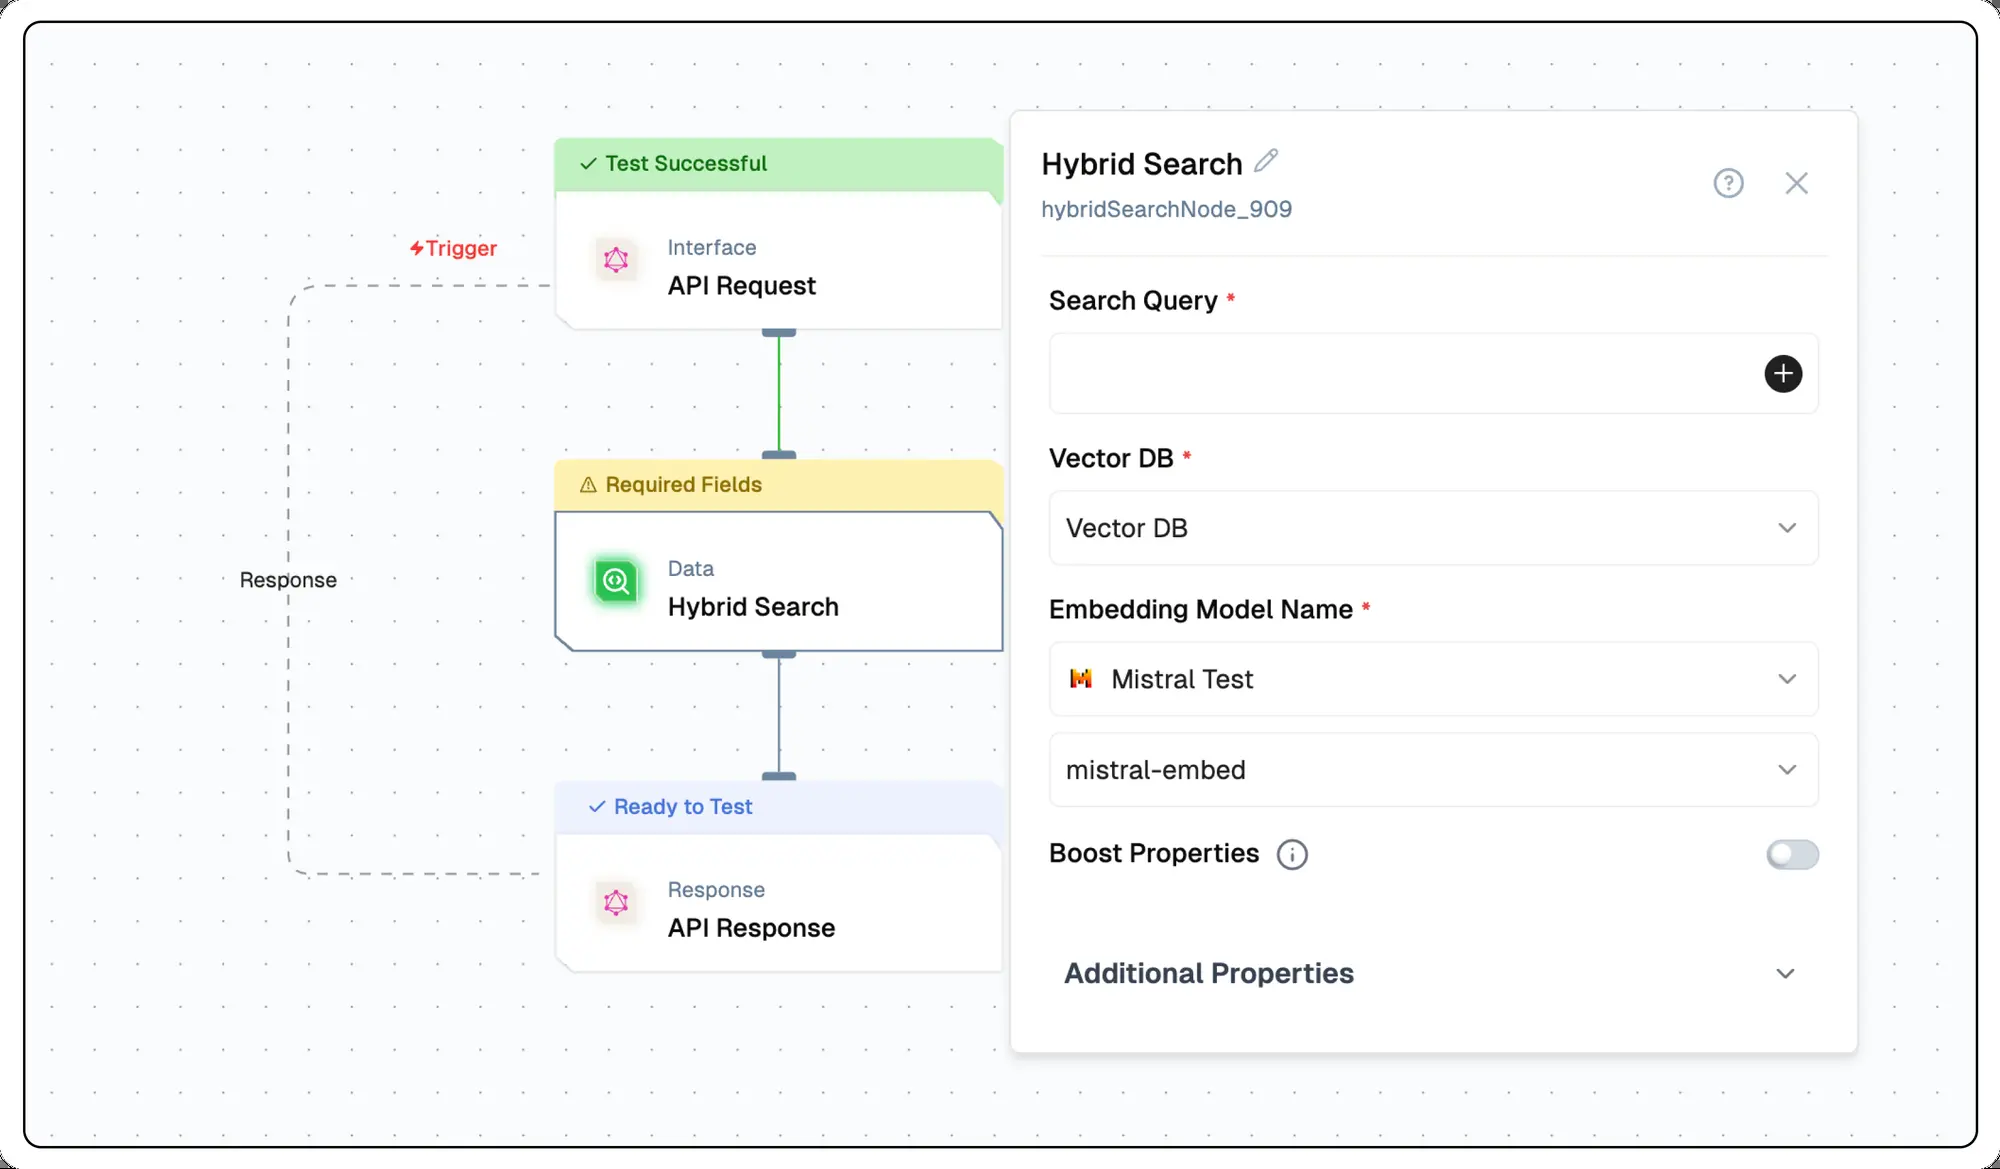 Test Successful
Trigger
Interface
API Request
Required Fields
Data
Hybrid Search
Response
Ready to Test
Response
API Response
Hybrid Search
hybridSearchNode_909
Search Query *
Vector DB *
Vector DB
Embedding Model Name *
Mistral Test
mistral-embed
Boost Properties
Additional Properties